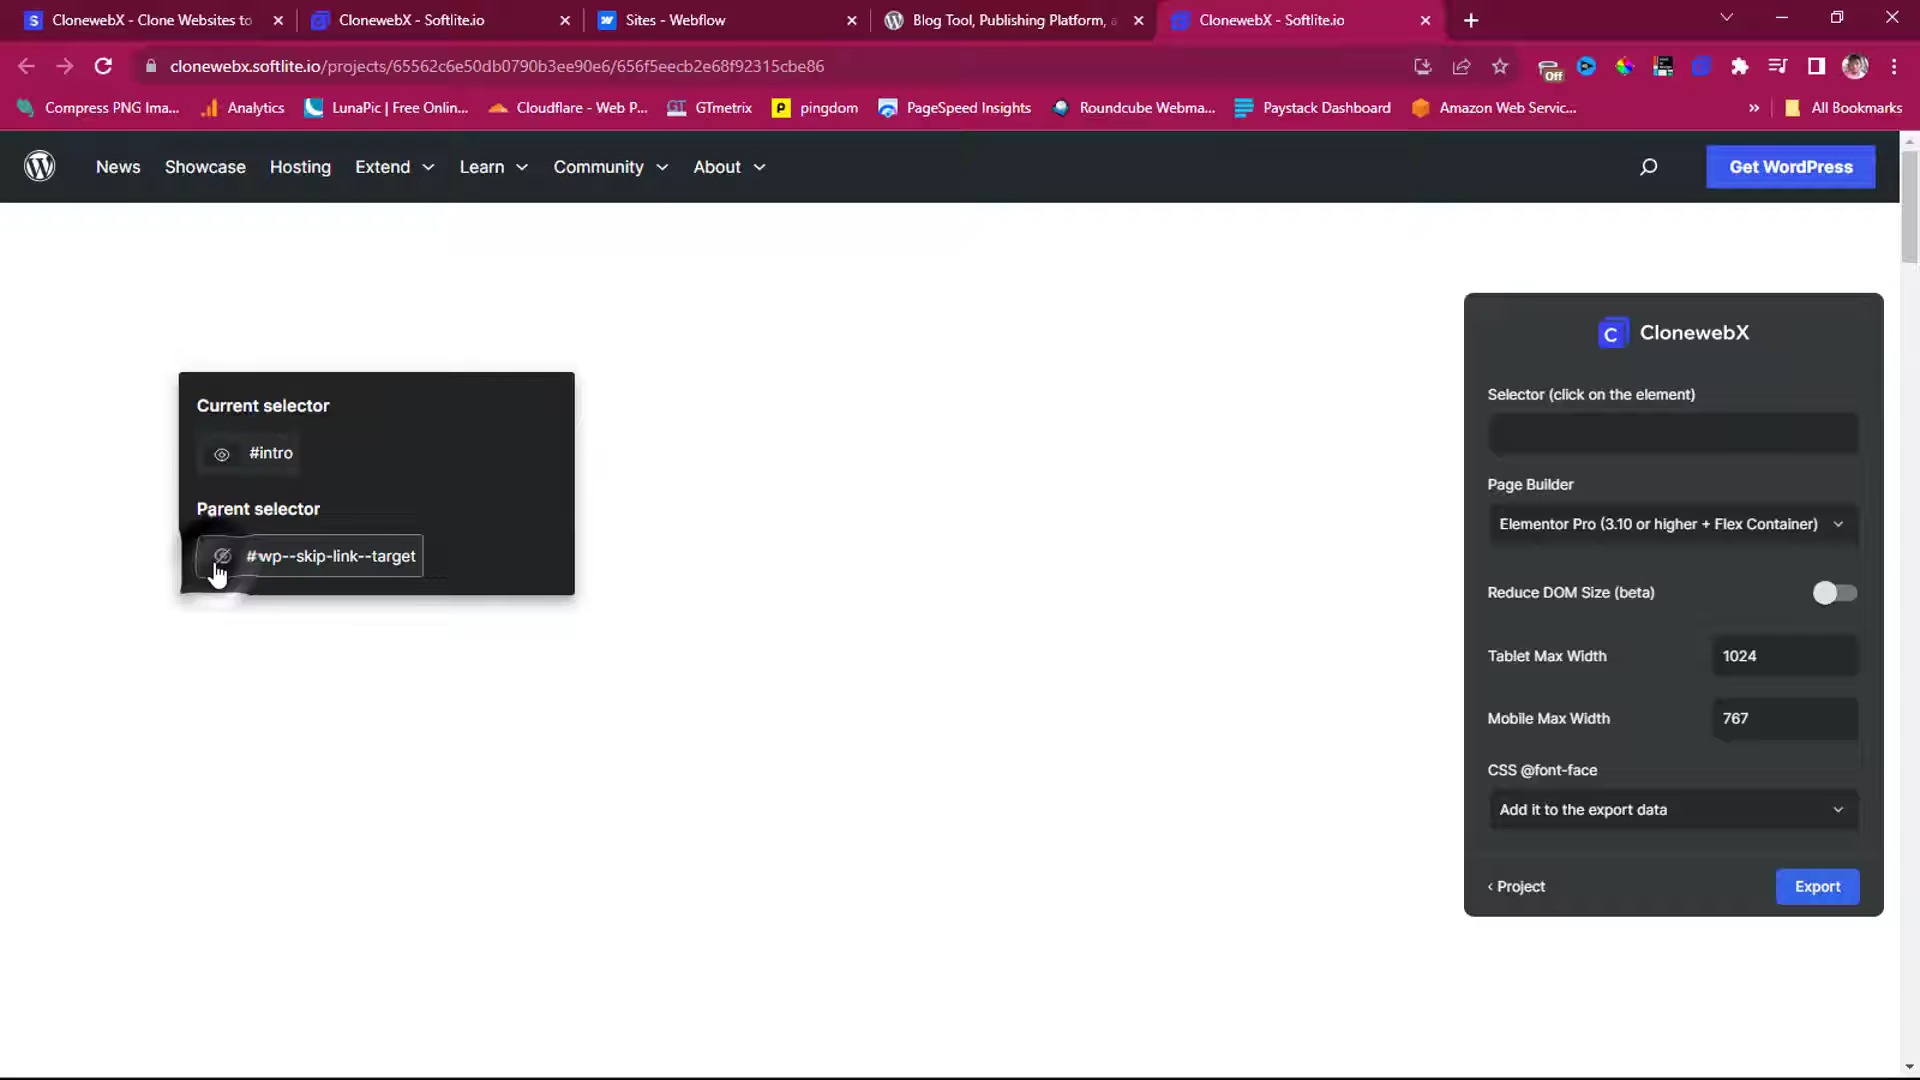 ClonewebX - Clone Websites to
ClonewebX - Softlite.io
Sites - Webflow
Blog Tool, Publishing Platform, a
ClonewebX - Softlite.io
clonewebx.softlite.io/projects/65562c6e50db0790b3ee90e6/656f5eecb2e68f92315cbe86
Off
Compress PNG Ima...
Analytics
LunaPic | Free Onlin...
Cloudflare - Web P...
GTmetrix
pingdom
PageSpeed Insights
Roundcube Webma...
Paystack Dashboard
Amazon Web Servic...
»
All Bookmarks
News
Showcase
Hosting
Extend
Learn
Community
About
Get WordPress
Current selector
#intro
Parent selector
#wp--skip-link--target
ClonewebX
Selector (click on the element)
Page Builder
Elementor Pro (3.10 or higher + Flex Container)
Reduce DOM Size (beta)
Tablet Max Width
1024
Mobile Max Width
767
CSS @font-face
Add it to the export data
‹ Project
Export